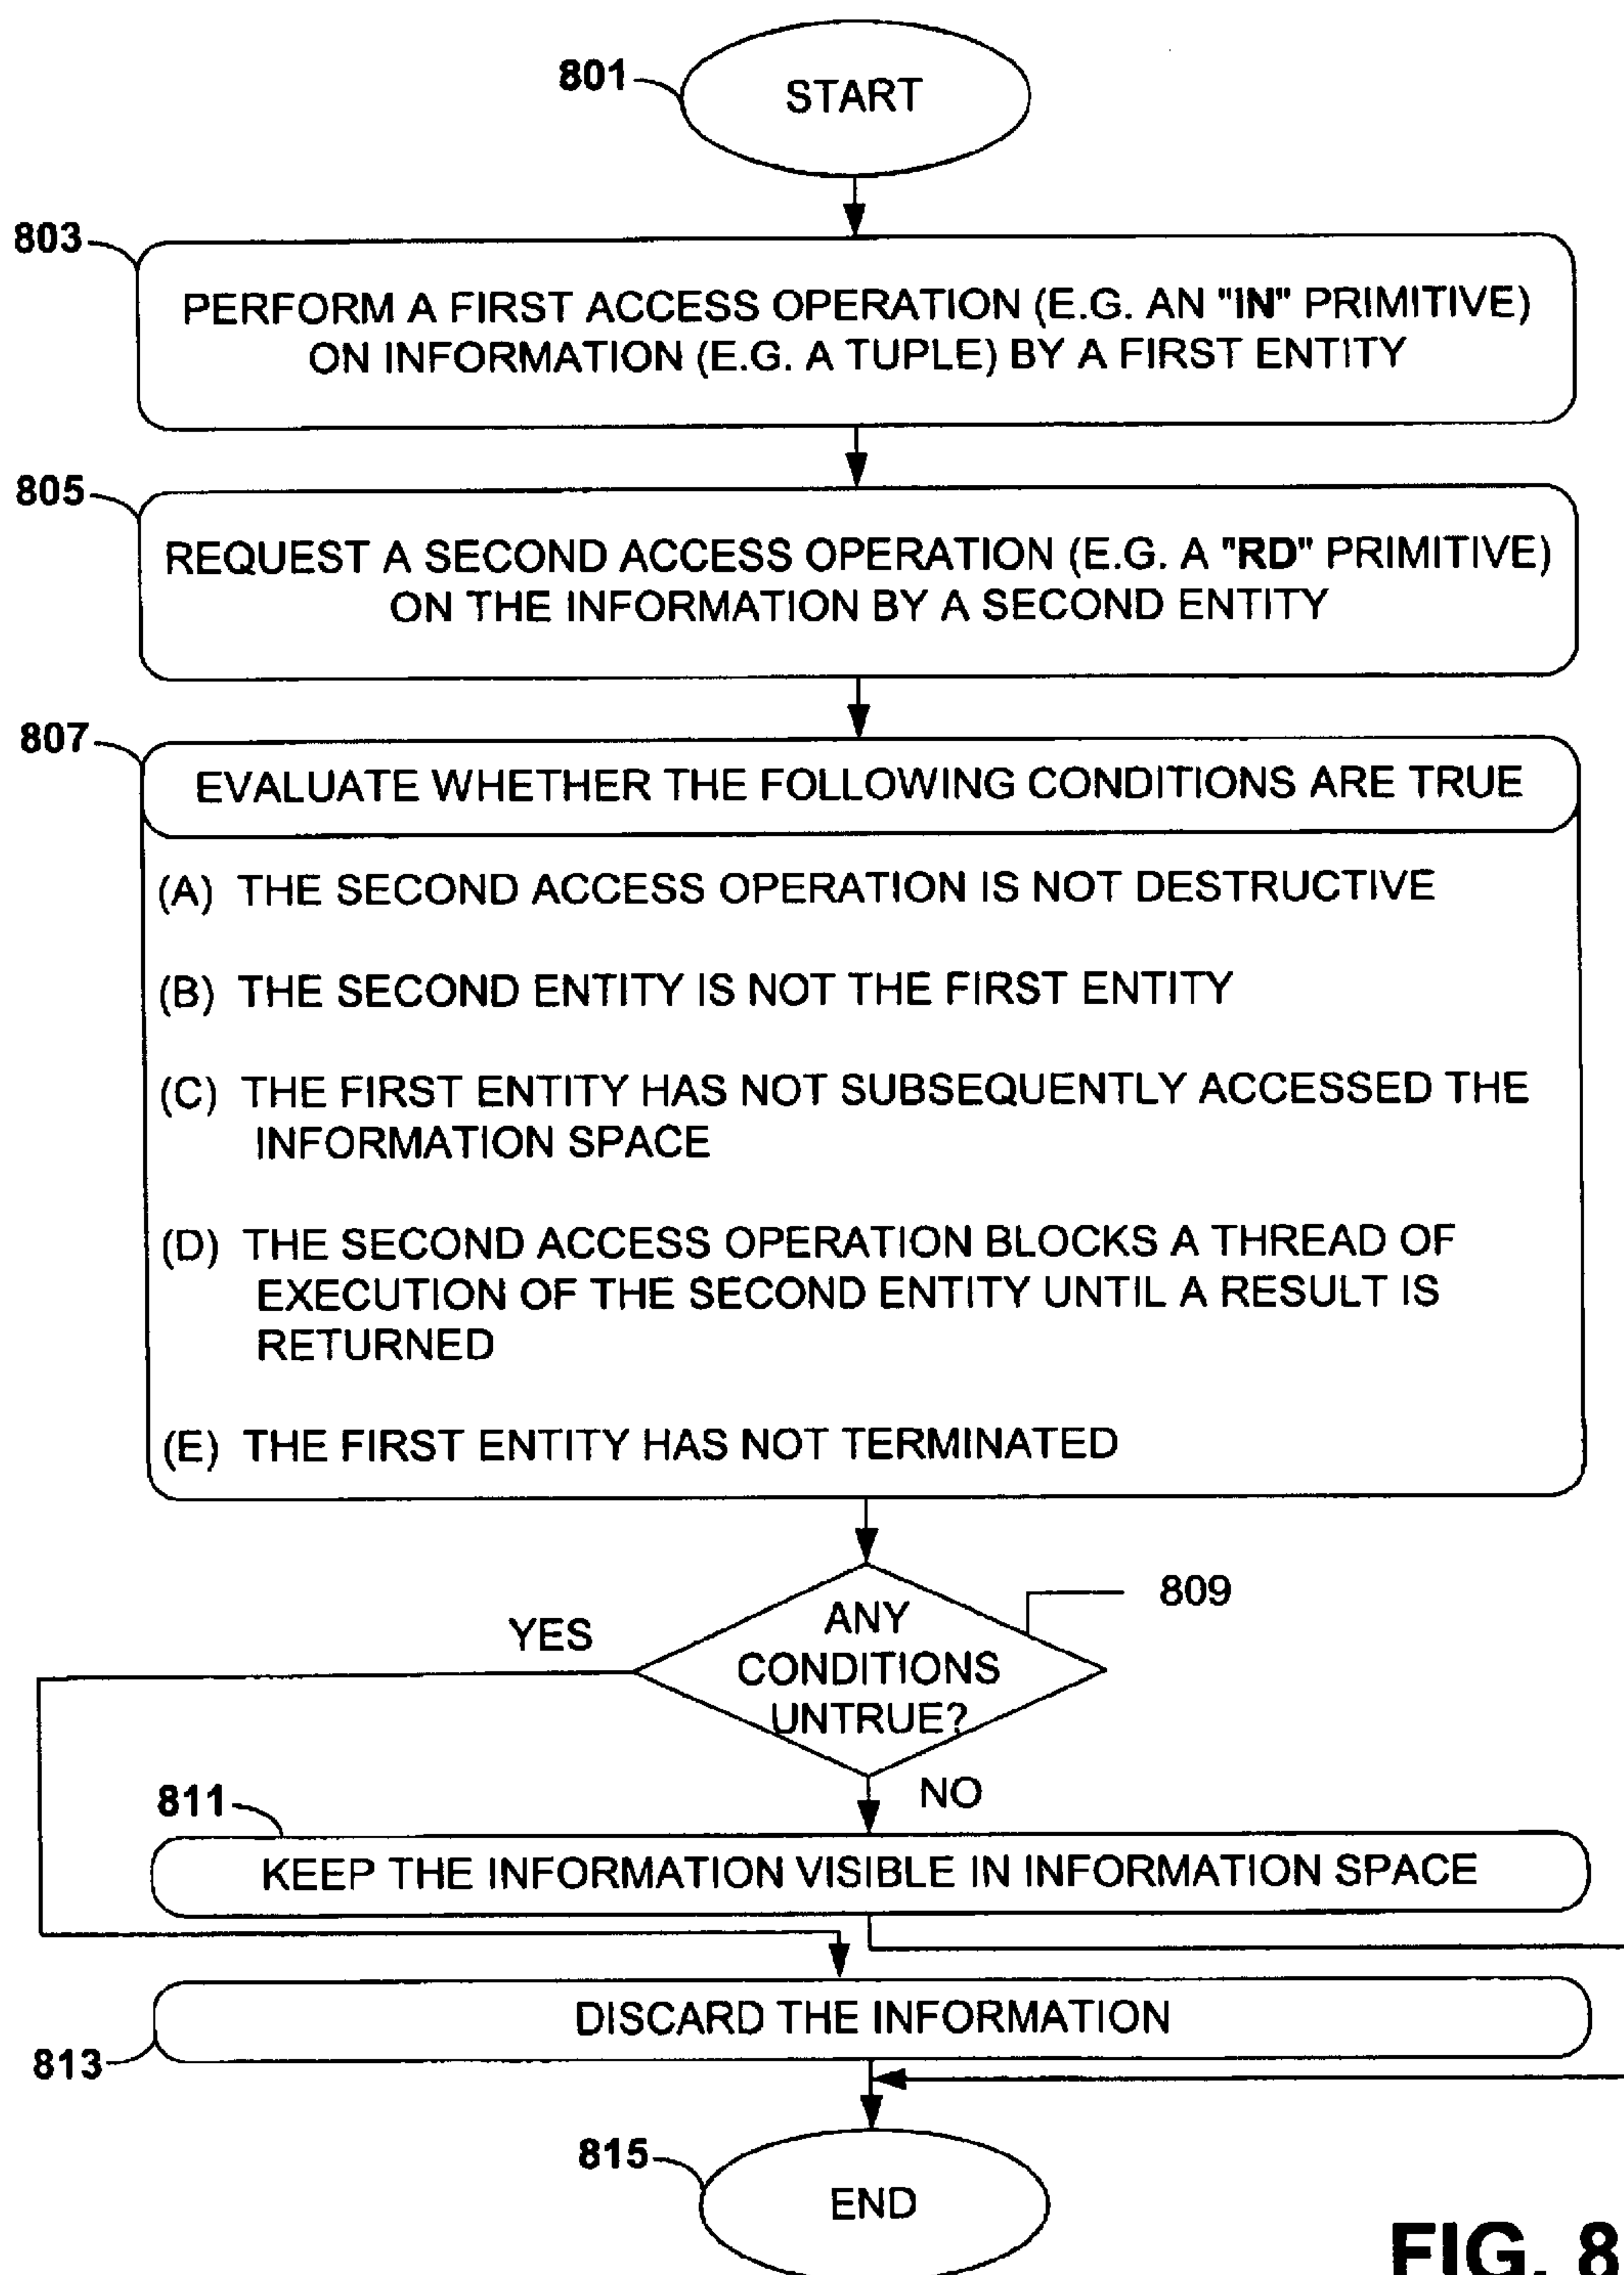 801
START
803
PERFORM A FIRST ACCESS OPERATION (E.G. AN "IN" PRIMITIVE)
ON INFORMATION (E.G. A TUPLE) BY A FIRST ENTITY
805
REQUEST A SECOND ACCESS OPERATION (E.G. A "RD" PRIMITIVE)
ON THE INFORMATION BY A SECOND ENTITY
807
EVALUATE WHETHER THE FOLLOWING CONDITIONS ARE TRUE
(A) THE SECOND ACCESS OPERATION IS NOT DESTRUCTIVE
(B) THE SECOND ENTITY IS NOT THE FIRST ENTITY
(C) THE FIRST ENTITY HAS NOT SUBSEQUENTLY ACCESSED THE
INFORMATION SPACE
(D) THE SECOND ACCESS OPERATION BLOCKS A THREAD OF
EXECUTION OF THE SECOND ENTITY UNTIL A RESULT IS
RETURNED
(E) THE FIRST ENTITY HAS NOT TERMINATED
809
YES
ANY
CONDITIONS
UNTRUE?
NO
811
KEEP THE INFORMATION VISIBLE IN INFORMATION SPACE
DISCARD THE INFORMATION
813
815
END
FIG. 8